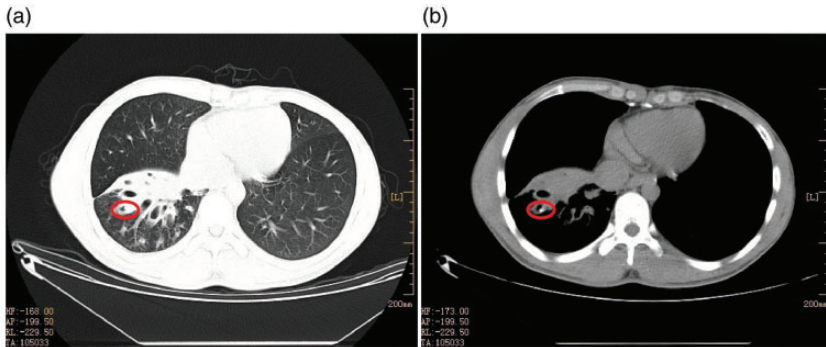 (a)
[L]
200mm
HF:-168.00
AP:-199.50
RL:-229.50
TA:105033
(b)
[L]
200mm
HF:-173.00
AP:-199.50
RL:-229.50
TA:105033